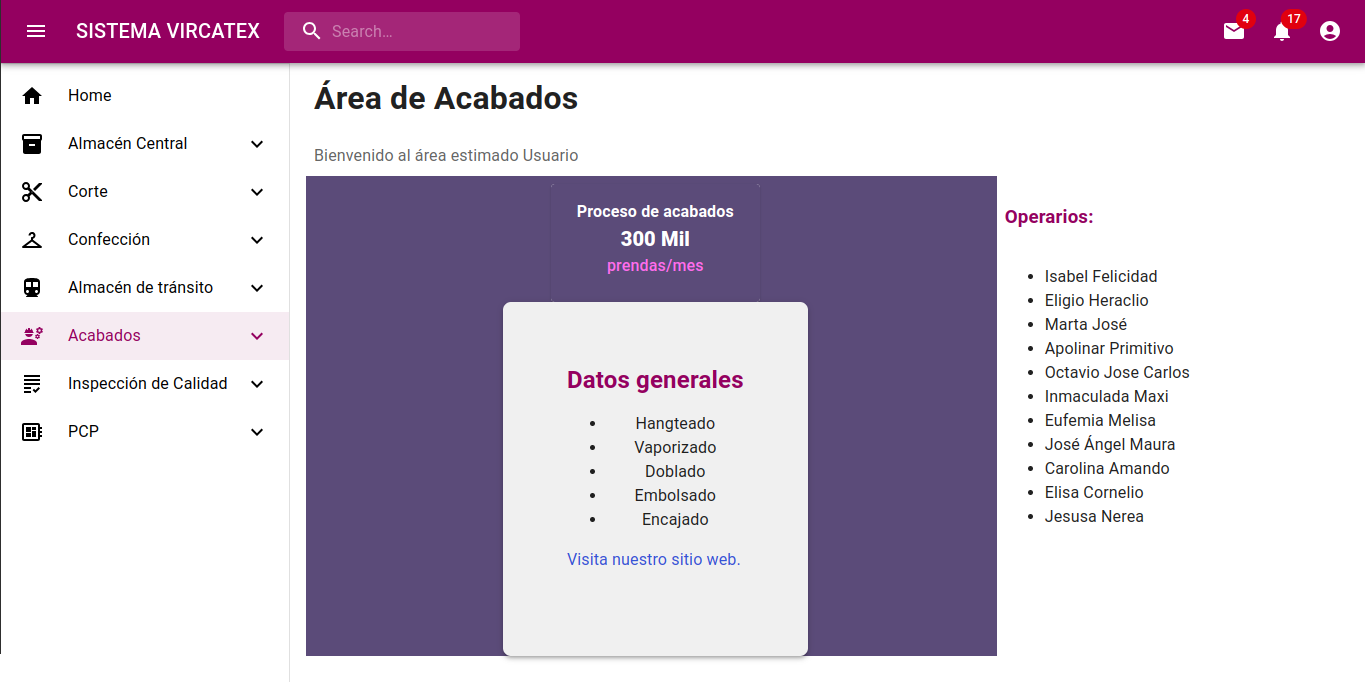 SISTEMA VIRCATEX
Search…
4
17
Home
Almacén Central
Corte
Confección
Almacén de tránsito
Acabados
Inspección de Calidad
PCP
Área de Acabados
Bienvenido al área estimado Usuario
Proceso de acabados
300 Mil
prendas/mes
Datos generales
• Hangteado
• Vaporizado
• Doblado
• Embolsado
• Encajado
Visita nuestro sitio web.
Operarios:
• Isabel Felicidad
• Eligio Heraclio
• Marta José
• Apolinar Primitivo
• Octavio Jose Carlos
• Inmaculada Maxi
• Eufemia Melisa
• José Ángel Maura
• Carolina Amando
• Elisa Cornelio
• Jesusa Nerea